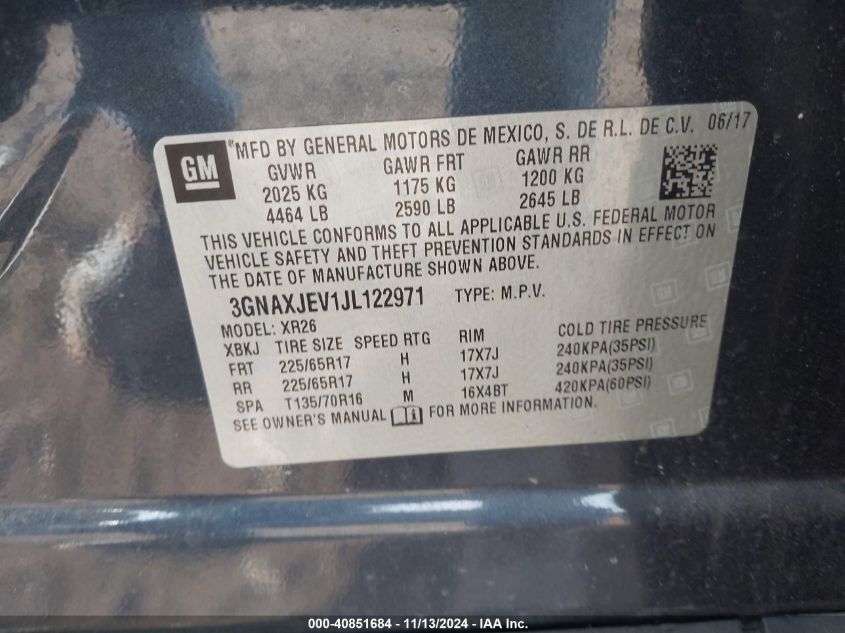 GM
*MFD BY GENERAL MOTORS DE MEXICO, S. DE R.L. DE C.V. 06/17
GVWR GAWR FRT GAWR RR
2025 KG 1175 KG 1200 KG
4464 LB 2590 LB 2645 LB
THIS VEHICLE CONFORMS TO ALL APPLICABLE U.S. FEDERAL MOTOR
VEHICLE SAFETY AND THEFT PREVENTION STANDARDS IN EFFECT ON
THE DATE OF MANUFACTURE SHOWN ABOVE.
3GNAXJEV1JL122971 TYPE: M.P.V.
MODEL: XR26
XBKJ TIRE SIZE SPEED RTG RIM COLD TIRE PRESSURE
FRT 225/65R17 H 17X7J 240KPA(35PSI)
RR 225/65R17 H 17X7J 240KPA(35PSI)
SPA T135/70R16 M 16X4BT 420KPA(60PSI)
SEE OWNER'S MANUAL FOR MORE INFORMATION.
000-40851684 - 11/13/2024 - IAA Inc.